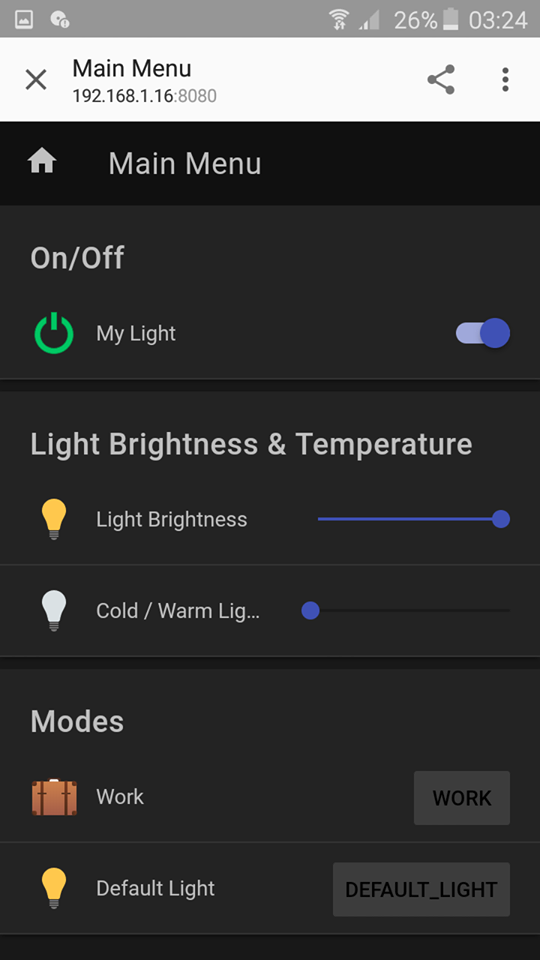 26% 03:24
Main Menu
192.168.1.16:8080
Main Menu
On/Off
My Light
Light Brightness & Temperature
Light Brightness
Cold / Warm Lig...
Modes
Work WORK
Default Light DEFAULT_LIGHT